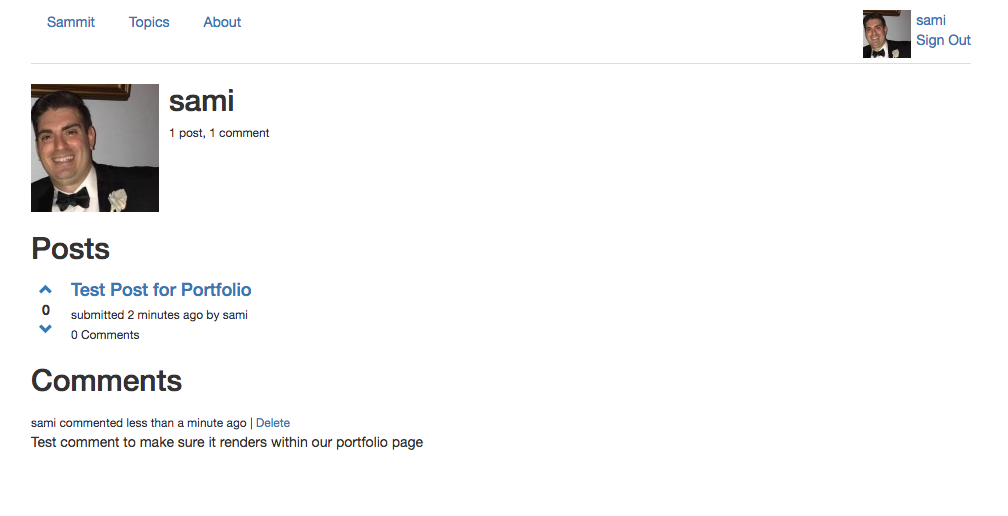 Sammit Topics About sami
Sign Out
sami
1 post, 1 comment
Posts
Test Post for Portfolio
0
submitted 2 minutes ago by sami
0 Comments
Comments
sami commented less than a minute ago | Delete
Test comment to make sure it renders within our portfolio page